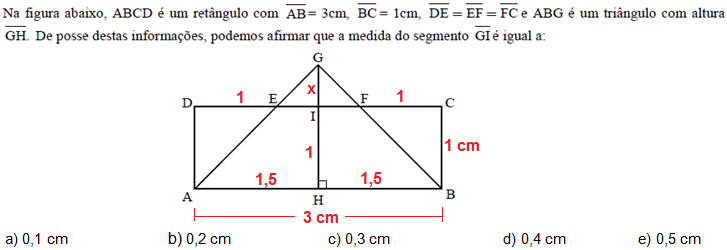 Na figura abaixo, ABCD é um retângulo com AB = 3cm, BC = 1cm, DE = EF = FC e ABG é um triângulo com altura
GH. De posse destas informações, podemos afirmar que a medida do segmento GI é igual a:
G
x
D 1 E F 1 C
I
1 1 cm
1,5 1,5
A H B
3 cm
a) 0,1 cm b) 0,2 cm c) 0,3 cm d) 0,4 cm e) 0,5 cm